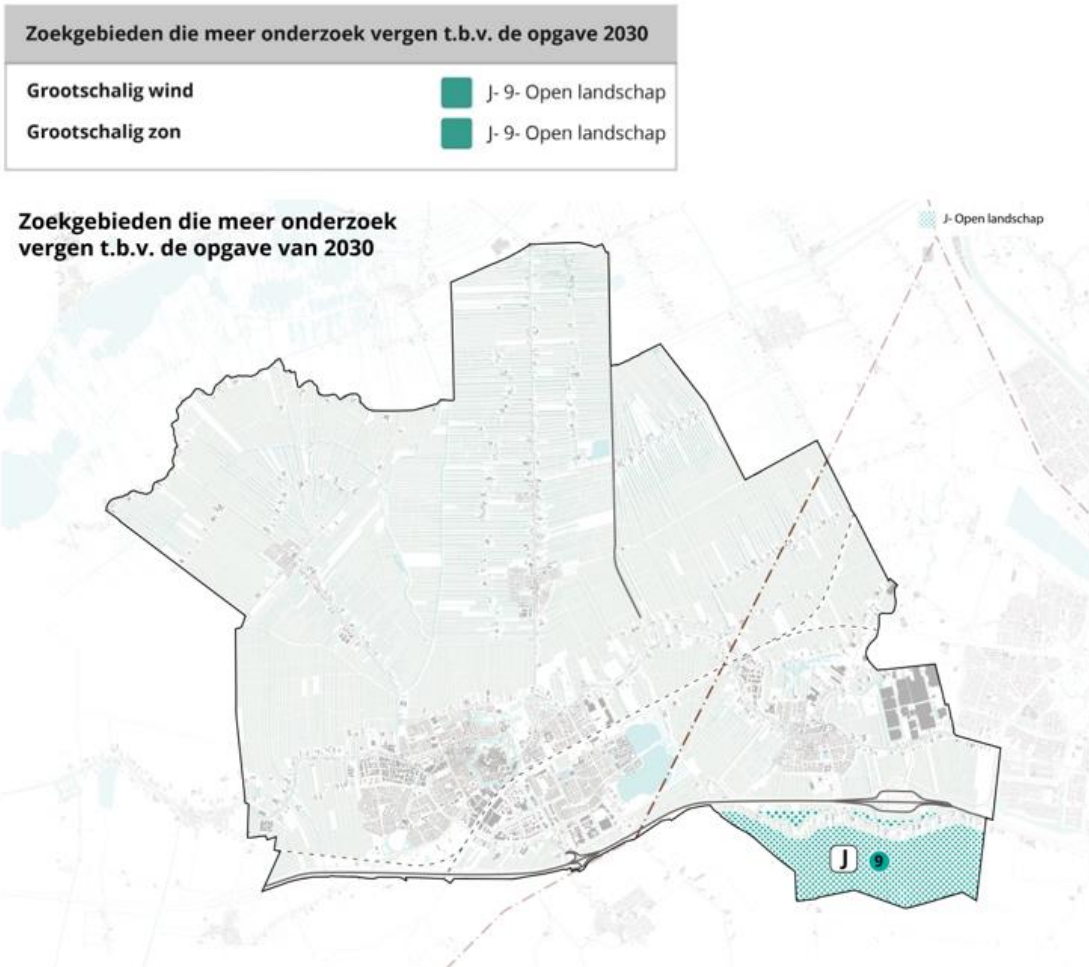 Zoekgebieden die meer onderzoek vergen t.b.v. de opgave 2030
Grootschalig wind J- 9- Open landschap
Grootschalig zon J- 9- Open landschap
Zoekgebieden die meer onderzoek
vergen t.b.v. de opgave van 2030
J- Open landschap
J 9